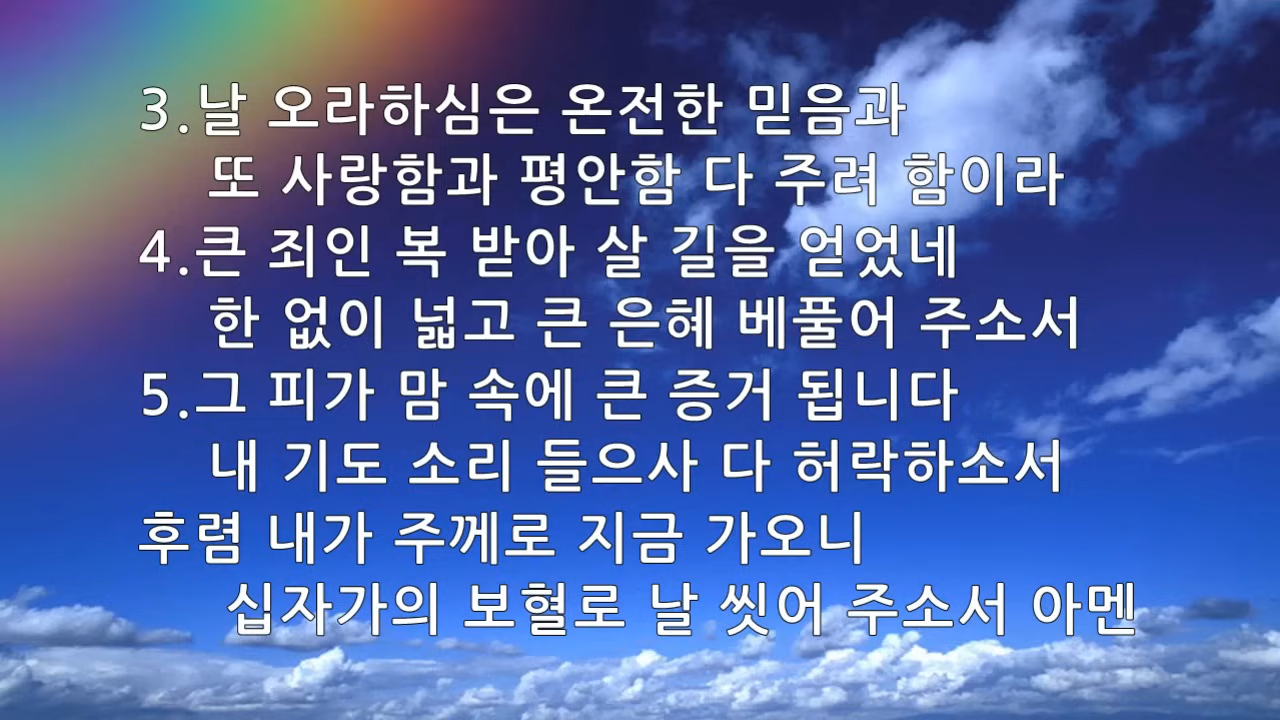 3.날 오라하심은 온전한 믿음과
또 사랑함과 평안함 다 주려 함이라
4.큰 죄인 복 받아 살 길을 얻었네
한 없이 넓고 큰 은혜 베풀어 주소서
5.그 피가 맘 속에 큰 증거 됩니다
내 기도 소리 들으사 다 허락하소서
후렴 내가 주께로 지금 가오니
십자가의 보혈로 날 씻어 주소서 아멘